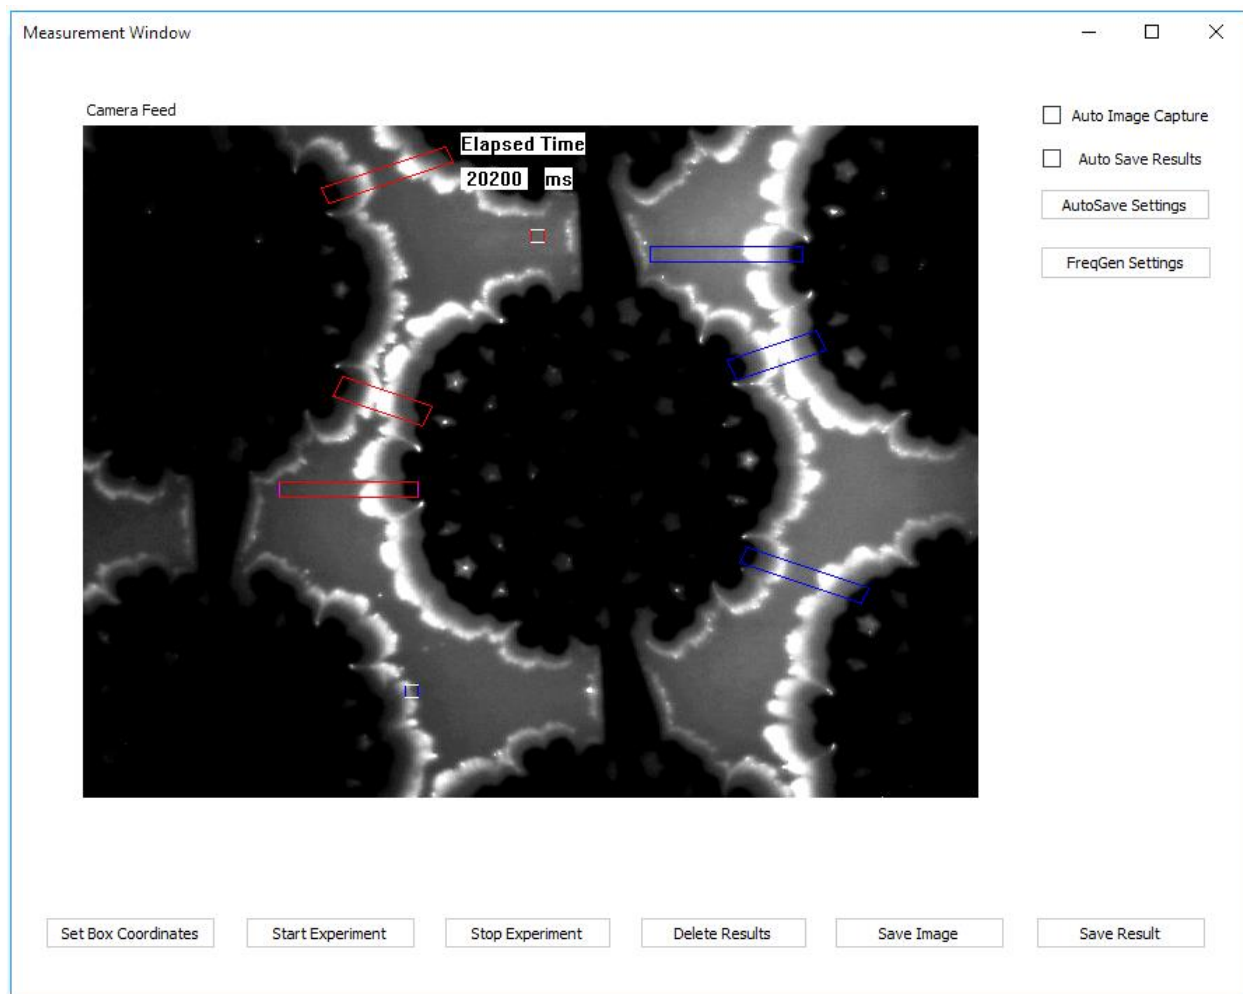 Measurement Window
Camera Feed
Elapsed Time
20200 ms
Auto Image Capture
Auto Save Results
AutoSave Settings
FreqGen Settings
Set Box Coordinates
Start Experiment
Stop Experiment
Delete Results
Save Image
Save Result